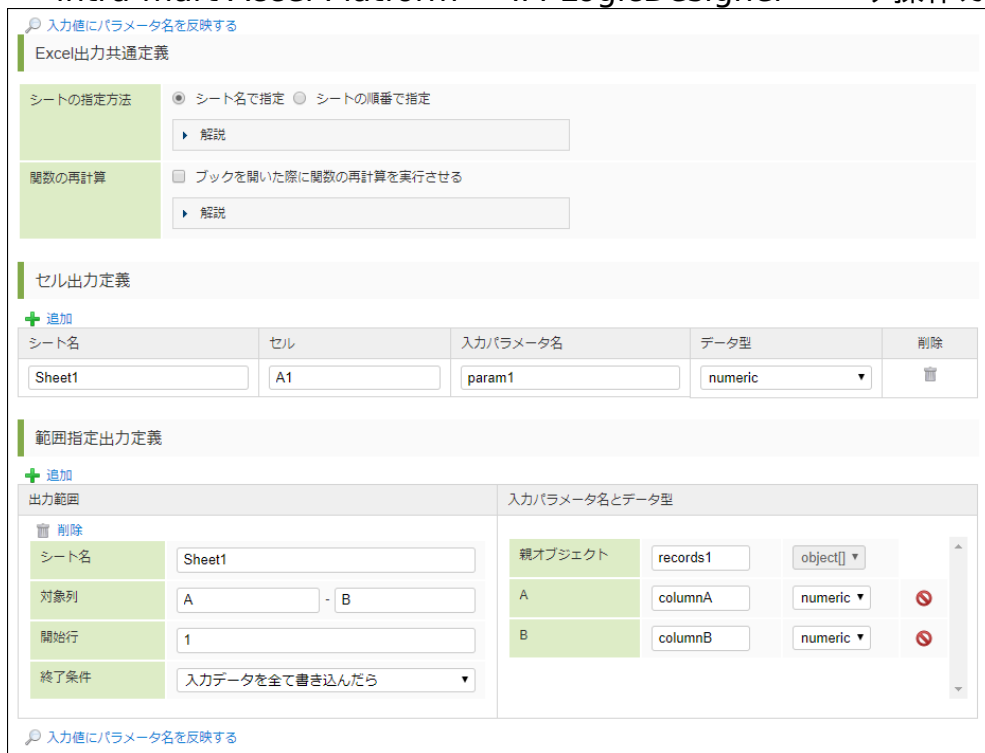 入力値にパラメータ名を反映する
Excel出力共通定義
シートの指定方法
シート名で指定 シートの順番で指定
解説
関数の再計算
ブックを開いた際に関数の再計算を実行させる
解説
セル出力定義
追加
シート名 セル 入力パラメータ名 データ型 削除
Sheet1 A1 param1 numeric
範囲指定出力定義
追加
出力範囲 入力パラメータ名とデータ型
削除
シート名 Sheet1 親オブジェクト records1 object[]
対象列 A - B A columnA numeric
開始行 1 B columnB numeric
終了条件 入力データを全て書き込んだら
入力値にパラメータ名を反映する